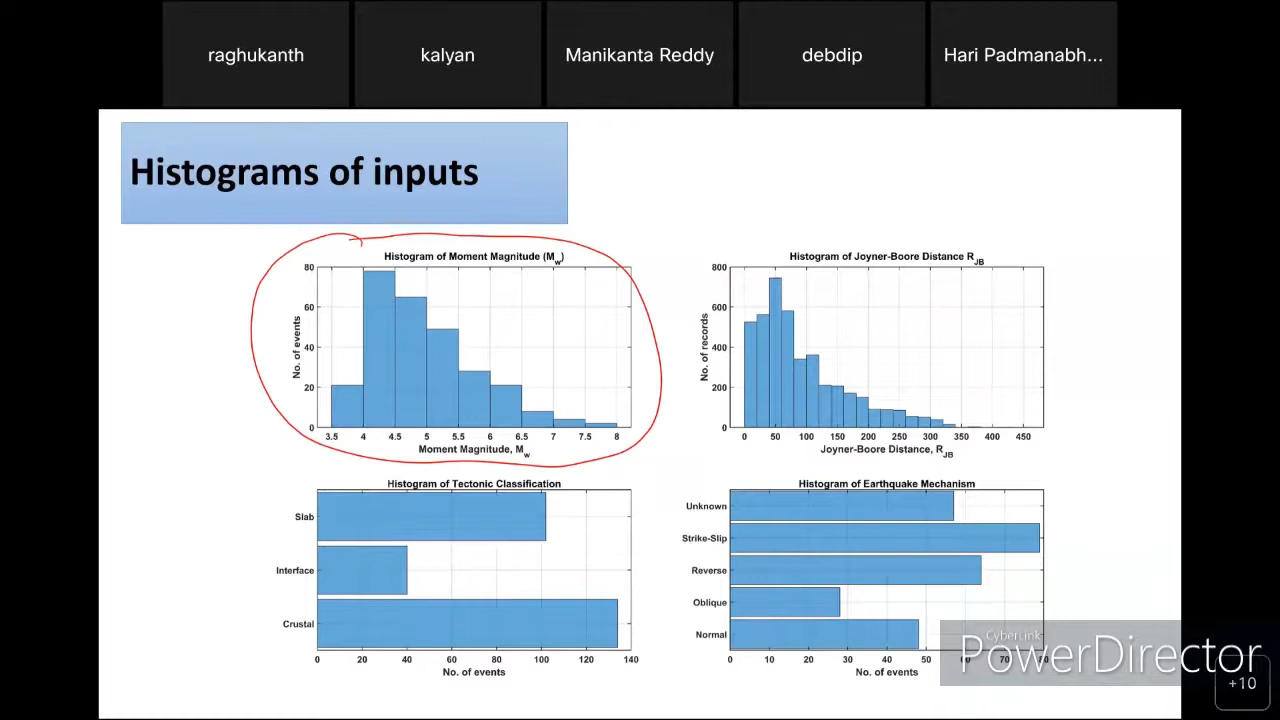 raghukanth
kalyan
Manikanta Reddy
debdip
Hari Padmanabh...
Histograms of inputs
Histogram of Moment Magnitude (Mw)
80
60
40
20
0
No. of events
3.5 4 4.5 5 5.5 6 6.5 7 7.5 8
Moment Magnitude, Mw
Histogram of Joyner-Boore Distance RJB
800
600
400
200
0
No. of records
0 50 100 150 200 250 300 350 400 450
Joyner-Boore Distance, RJB
Histogram of Tectonic Classification
Slab
Interface
Crustal
0 20 40 60 80 100 120 140
No. of events
Histogram of Earthquake Mechanism
Unknown
Strike-Slip
Reverse
Oblique
Normal
0 10 20 30 40 50 60 70 80
No. of events
CyberLink
PowerDirector
+10